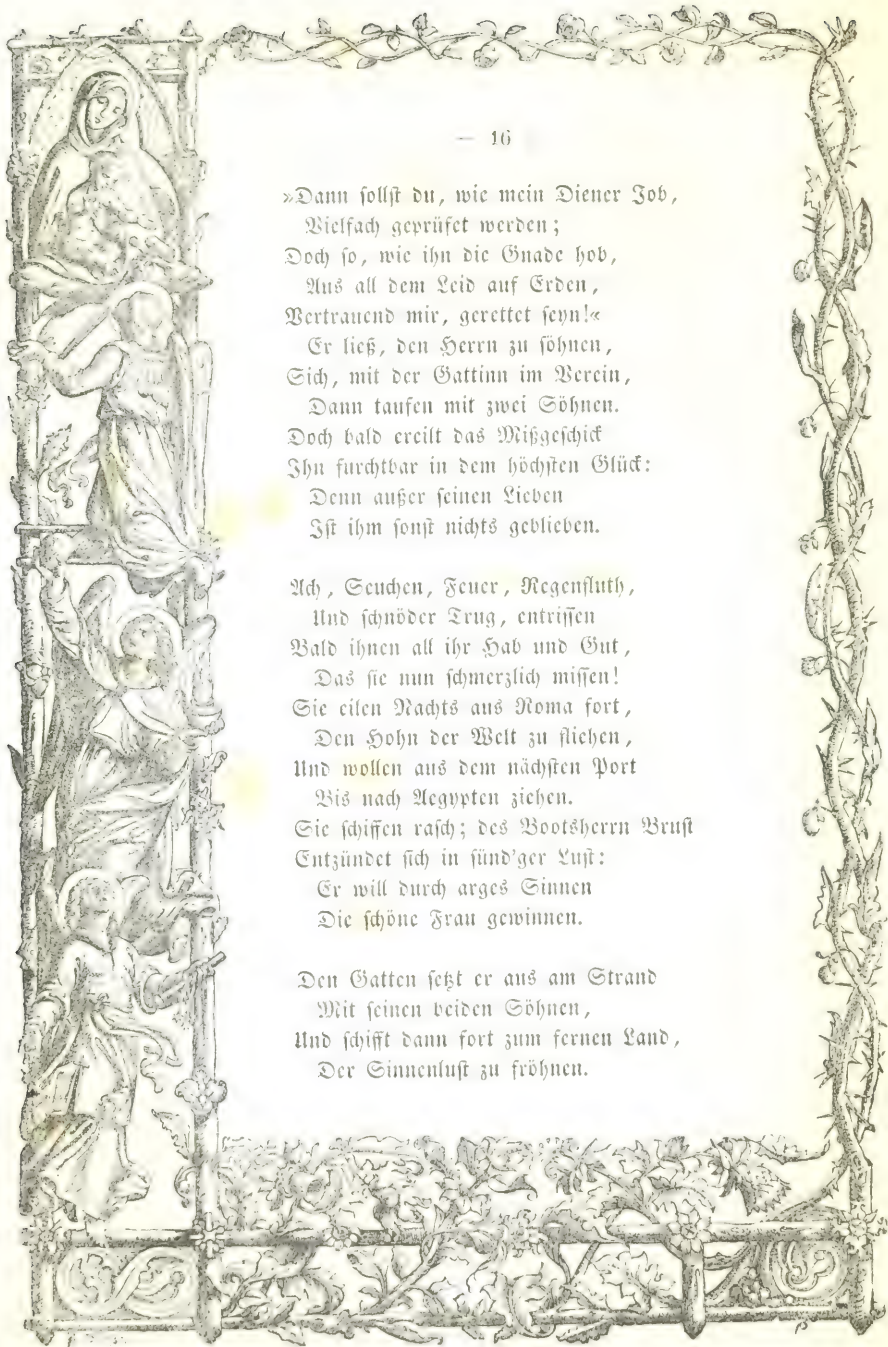 — 16
»Dann sollst du, wie mein Diener Job,
Vielfach geprüfet werden;
Doch so, wie ihn die Gnade hob,
Aus all dem Leid auf Erden,
Vertrauend mir, gerettet seyn!«
Er ließ, den Herrn zu söhnen,
Sich, mit der Gattinn im Verein,
Dann taufen mit zwei Söhnen.
Doch bald ereilt das Mißgeschick
Ihn furchtbar in dem höchsten Glück:
Denn außer seinen Lieben
Ist ihm sonst nichts geblieben.

Ach, Seuchen, Feuer, Regenfluth,
Und schnöder Trug, entrissen
Bald ihnen all ihr Hab und Gut,
Das sie nun schmerzlich missen!
Sie eilen Nachts aus Roma fort,
Den Hohn der Welt zu fliehen,
Und wollen aus dem nächsten Port
Bis nach Aegypten ziehen.
Sie schiffen rasch; des Bootsherrn Brust
Entzündet sich in sünd'ger Lust:
Er will durch arges Sinnen
Die schöne Frau gewinnen.

Den Gatten setzt er aus am Strand
Mit seinen beiden Söhnen,
Und schifft dann fort zum fernen Land,
Der Sinnenlust zu fröhnen.